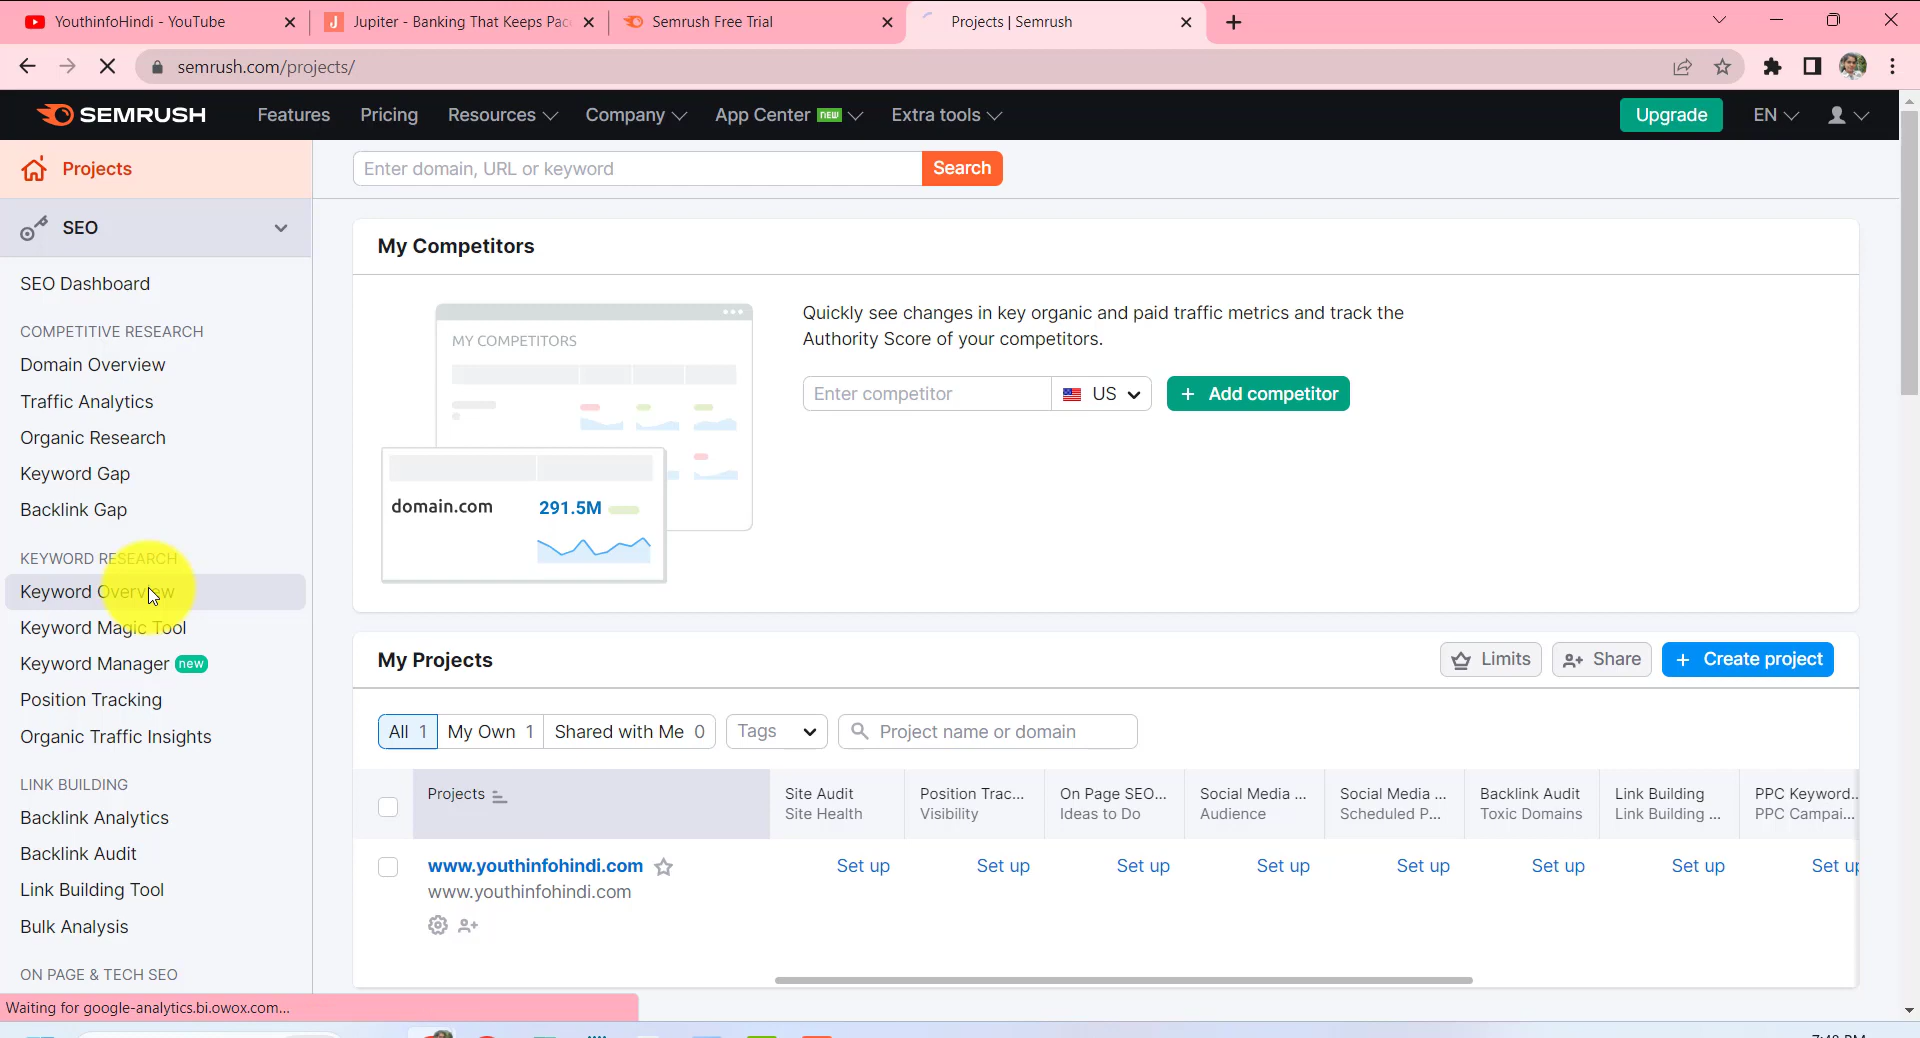 YouthinfoHindi - YouTube
Jupiter - Banking That Keeps Pac
Semrush Free Trial
Projects | Semrush
semrush.com/projects/
SEMRUSH
Features
Pricing
Resources
Company
App Center NEW
Extra tools
Upgrade
EN
Projects
Enter domain, URL or keyword
Search
SEO
SEO Dashboard
COMPETITIVE RESEARCH
Domain Overview
Traffic Analytics
Organic Research
Keyword Gap
Backlink Gap
KEYWORD RESEARCH
Keyword Overview
Keyword Magic Tool
Keyword Manager new
Position Tracking
Organic Traffic Insights
LINK BUILDING
Backlink Analytics
Backlink Audit
Link Building Tool
Bulk Analysis
ON PAGE & TECH SEO
My Competitors
MY COMPETITORS
domain.com
291.5M
Quickly see changes in key organic and paid traffic metrics and track the
Authority Score of your competitors.
Enter competitor
US
+ Add competitor
My Projects
Limits
Share
+ Create project
All 1
My Own 1
Shared with Me 0
Tags
Project name or domain
Projects
Site Audit
Site Health
Position Trac...
Visibility
On Page SEO...
Ideas to Do
Social Media ...
Audience
Social Media ...
Scheduled P...
Backlink Audit
Toxic Domains
Link Building
Link Building ...
PPC Keyword..
PPC Campai...
www.youthinfohindi.com
www.youthinfohindi.com
Set up
Set up
Set up
Set up
Set up
Set up
Set up
Set up
Waiting for google-analytics.bi.owox.com...